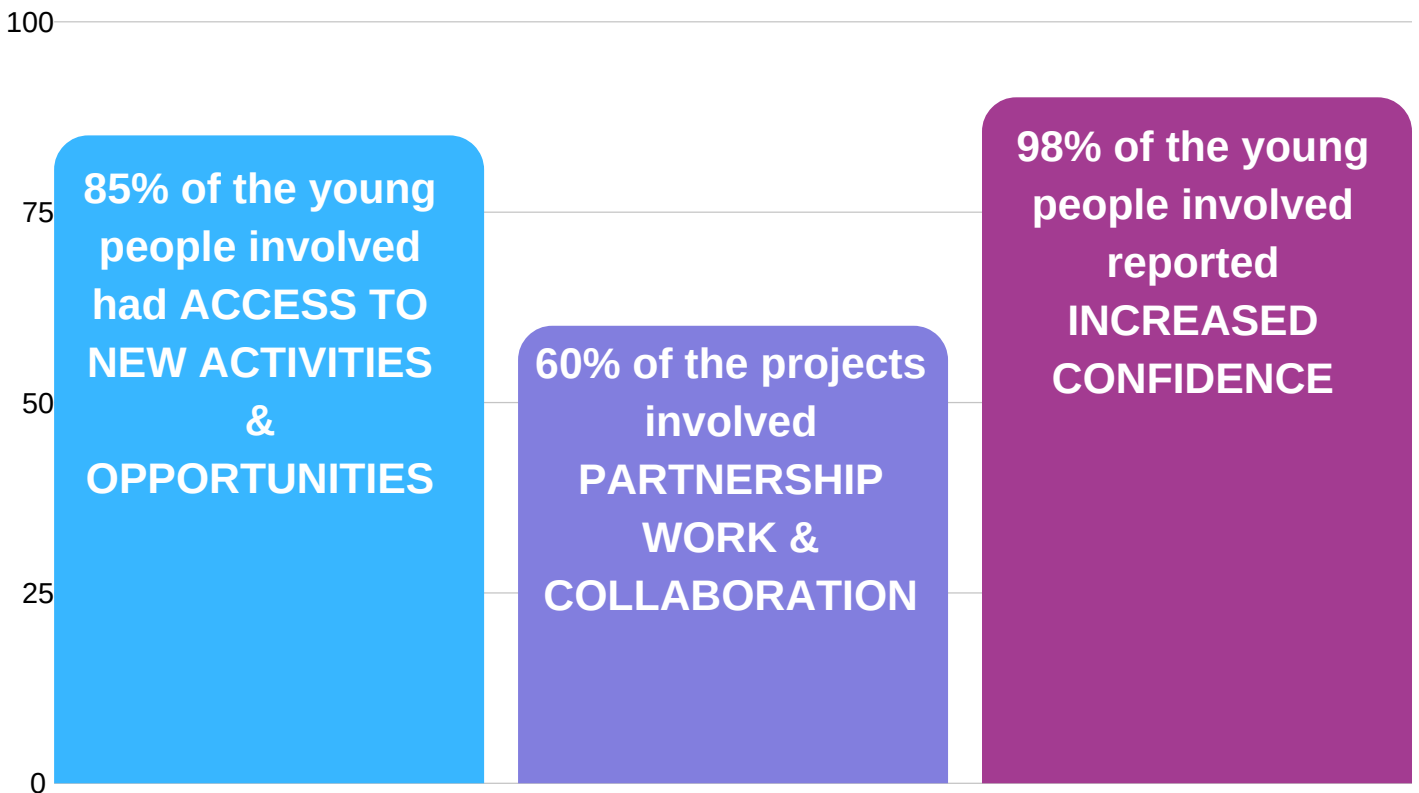 100
75
50
25
0
85% of the young
people involved
had ACCESS TO
NEW ACTIVITIES
&
OPPORTUNITIES
60% of the projects
involved
PARTNERSHIP
WORK &
COLLABORATION
98% of the young
people involved
reported
INCREASED
CONFIDENCE